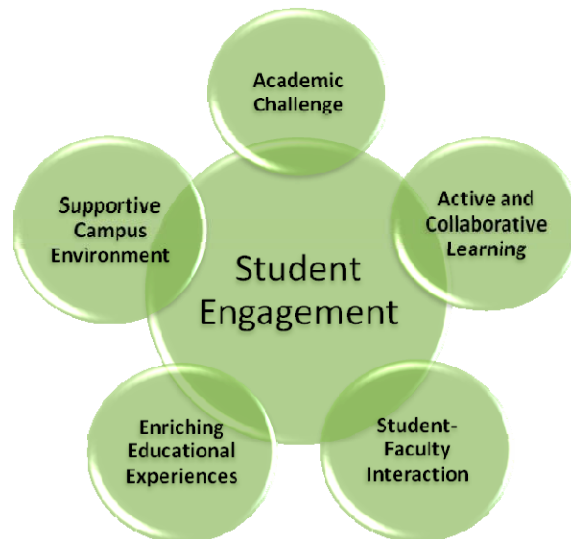 Academic
Challenge
Active and
Collaborative
Learning
Student-
Faculty
Interaction
Enriching
Educational
Experiences
Supportive
Campus
Environment
Student
Engagement